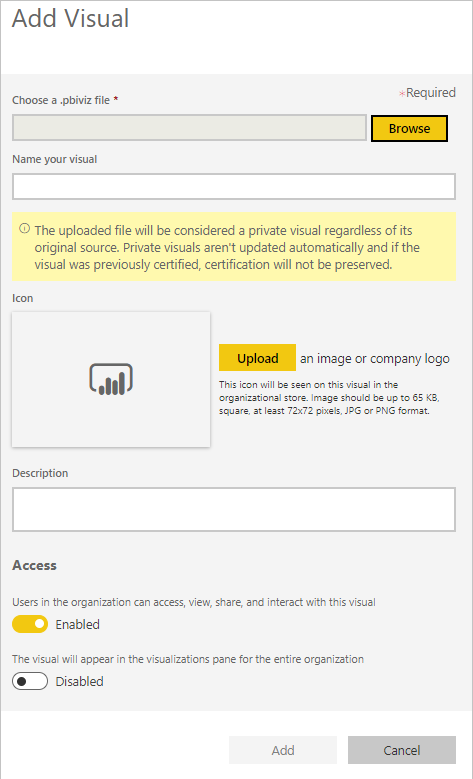 Add Visual
*Required
Choose a .pbiviz file *
Browse
Name your visual
The uploaded file will be considered a private visual regardless of its
original source. Private visuals aren't updated automatically and if the
visual was previously certified, certification will not be preserved.
Icon
Upload an image or company logo
This icon will be seen on this visual in the
organizational store. Image should be up to 65 KB,
square, at least 72x72 pixels, JPG or PNG format.
Description
Access
Users in the organization can access, view, share, and interact with this visual
Enabled
The visual will appear in the visualizations pane for the entire organization
Disabled
Add
Cancel